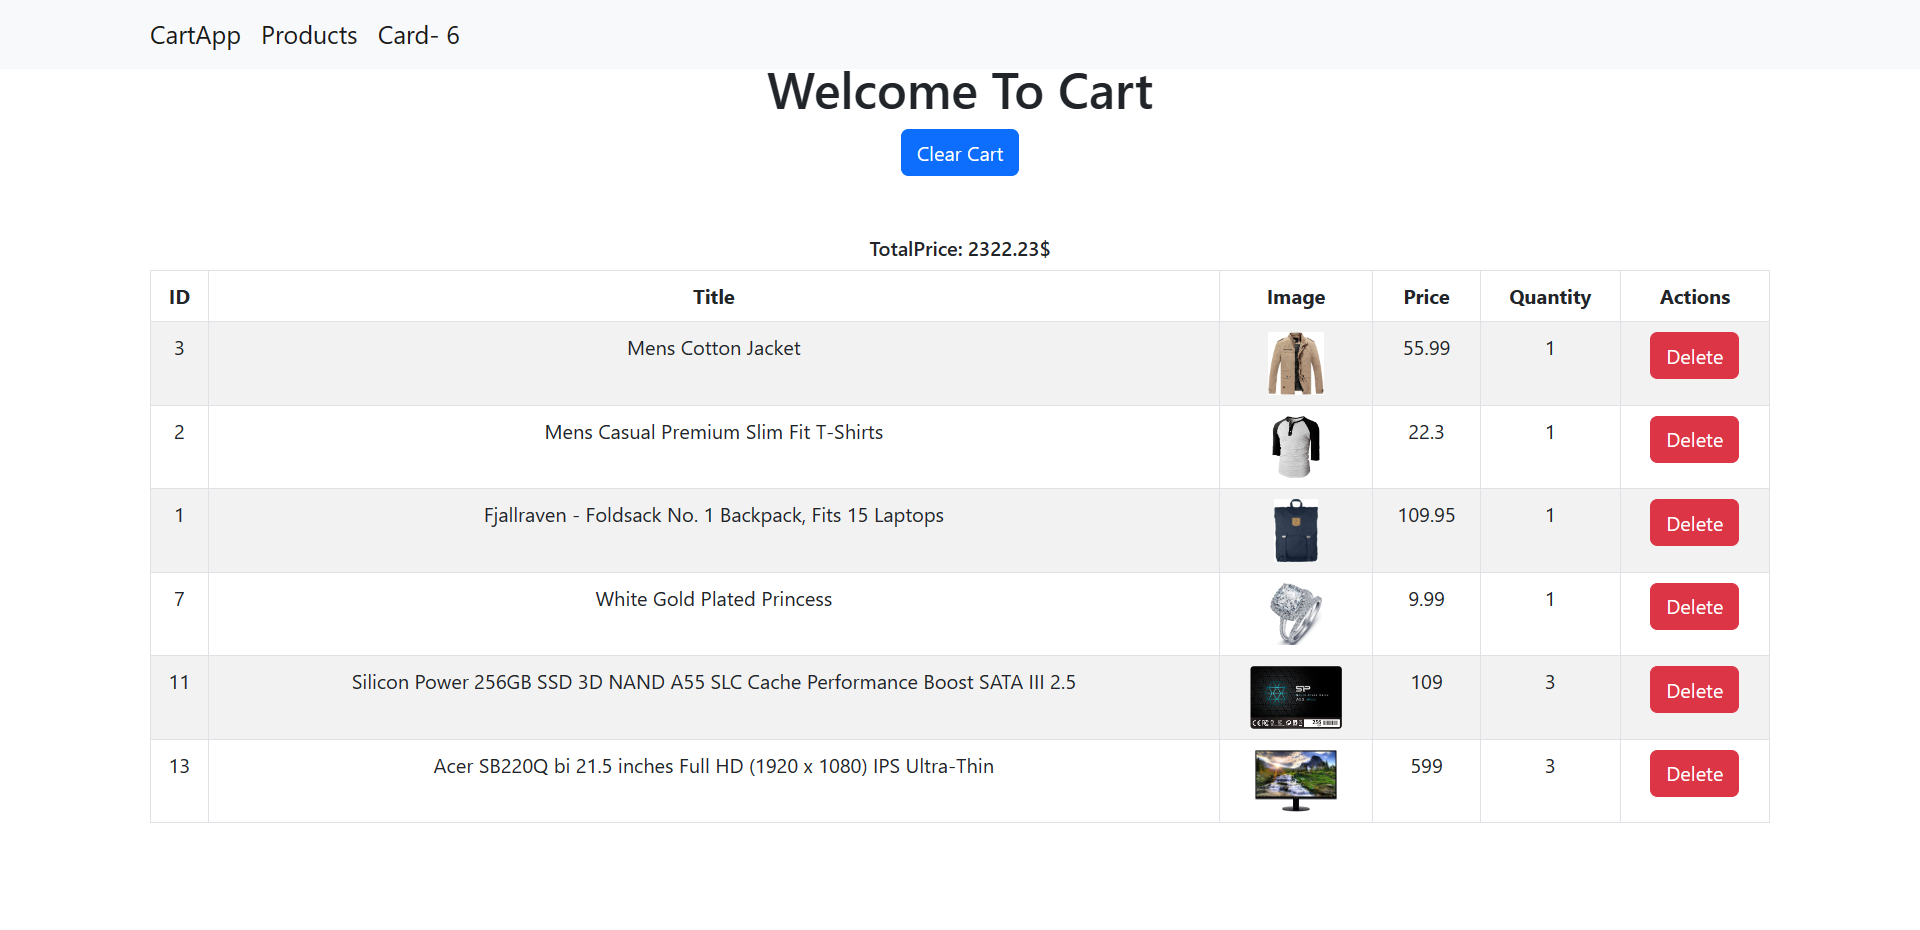 CartApp Products Card- 6
Welcome To Cart
Clear Cart
TotalPrice: 2322.23$
ID Title Image Price Quantity Actions
3 Mens Cotton Jacket 55.99 1 Delete
2 Mens Casual Premium Slim Fit T-Shirts 22.3 1 Delete
1 Fjallraven - Foldsack No. 1 Backpack, Fits 15 Laptops 109.95 1 Delete
7 White Gold Plated Princess 9.99 1 Delete
11 Silicon Power 256GB SSD 3D NAND A55 SLC Cache Performance Boost SATA III 2.5 SP 109 3 Delete
13 Acer SB220Q bi 21.5 inches Full HD (1920 x 1080) IPS Ultra-Thin 599 3 Delete